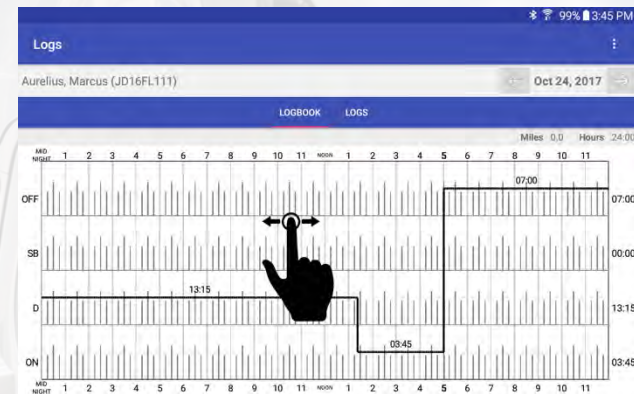 99% 3:45 PM
Logs
Aurelius, Marcus (JD16FL111)
Oct 24, 2017
LOGBOOK LOGS
Miles 0.0 Hours 24:00
MID NIGHT 1 2 3 4 5 6 7 8 9 10 11 NOON 1 2 3 4 5 6 7 8 9 10 11
07:00
OFF 07:00
SB 00:00
13:15
D 13:15
03:45
ON 03:45
MID NIGHT 1 2 3 4 5 6 7 8 9 10 11 NOON 1 2 3 4 5 6 7 8 9 10 11